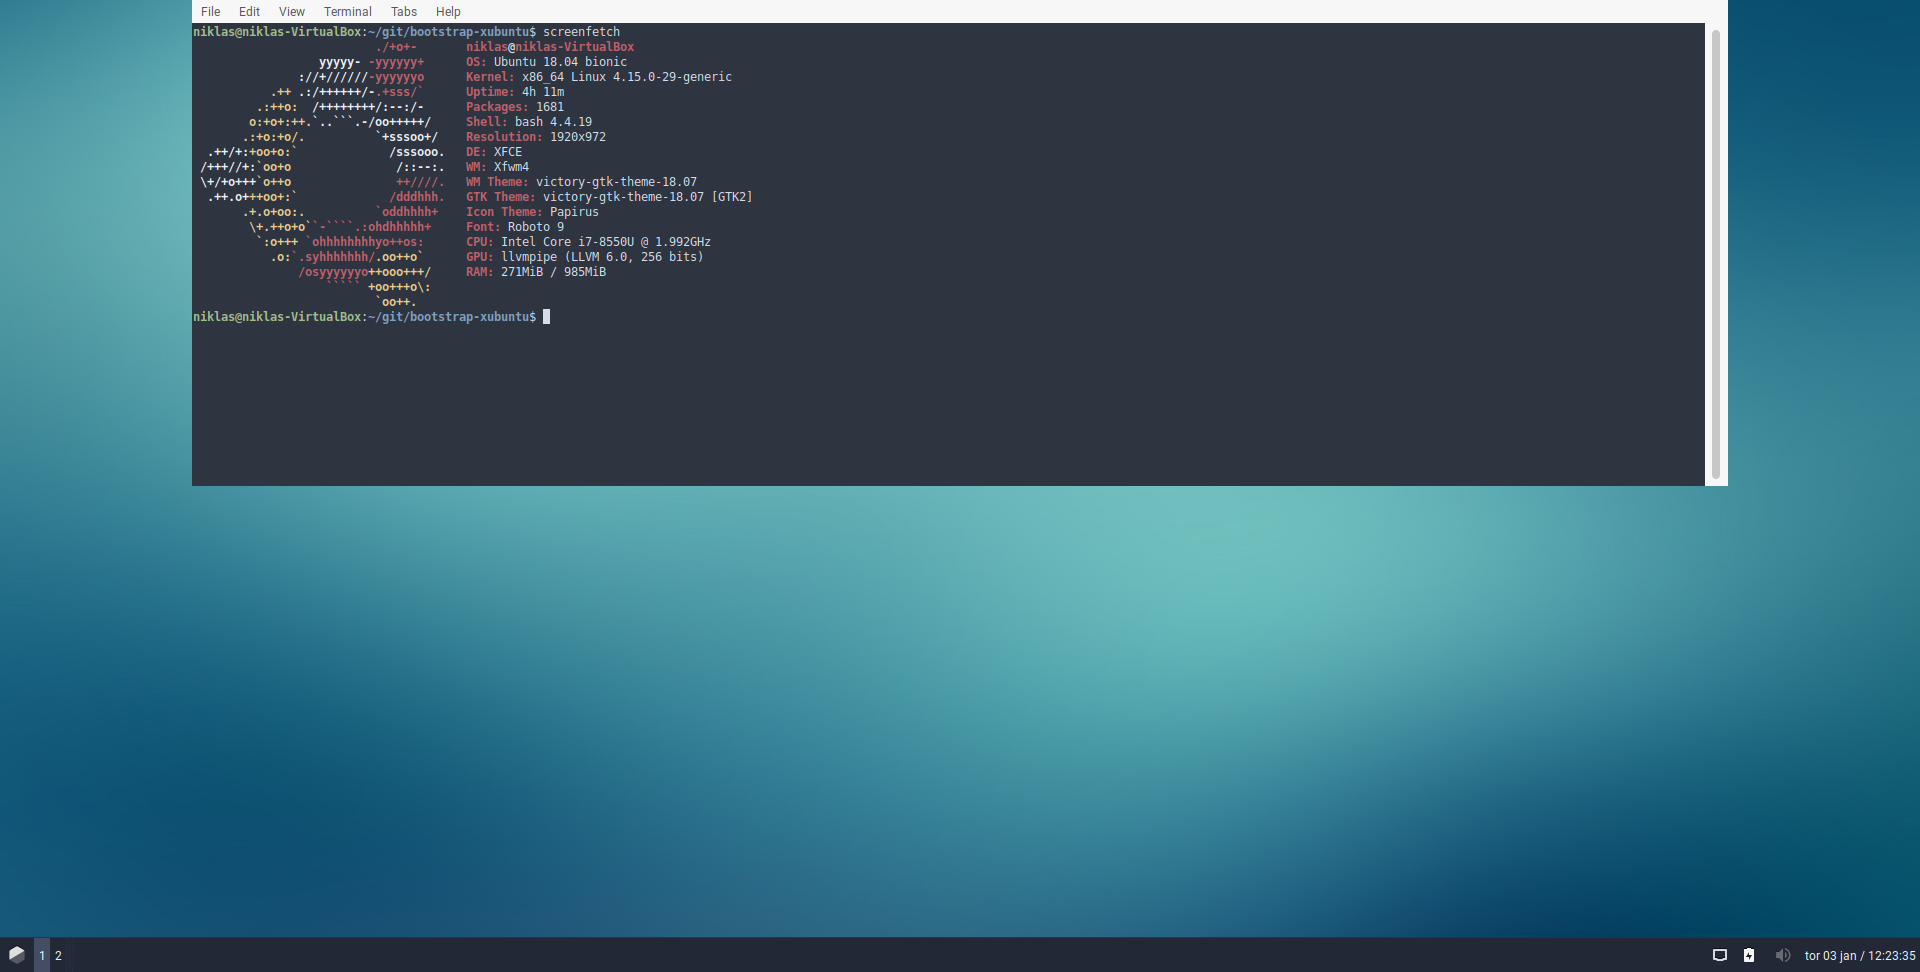 File Edit View Terminal Tabs Help
niklas@niklas-VirtualBox:~/git/bootstrap-xubuntu$ screenfetch
                          ./+o+-       niklas@niklas-VirtualBox
                  yyyyy- -yyyyyy+      OS: Ubuntu 18.04 bionic
               ://+//////-yyyyyyo      Kernel: x86_64 Linux 4.15.0-29-generic
           .++ .:/++++++/-.+sss/`      Uptime: 4h 11m
         .:++o:  /++++++++/:--:/-      Packages: 1681
        o:+o+:++.`..```.-/oo+++++/     Shell: bash 4.4.19
       .:+o:+o/.          `+sssoo+/    Resolution: 1920x972
  .++/+:+oo+o:`             /sssooo.   DE: XFCE
 /+++//+:`oo+o               /::--:.   WM: Xfwm4
 \+/+o+++`o++o               ++////.   WM Theme: victory-gtk-theme-18.07
  .++.o+++oo+:`             /dddhhh.   GTK Theme: victory-gtk-theme-18.07 [GTK2]
       .+.o+oo:.          `oddhhhh+    Icon Theme: Papirus
        \+.++o+o``-````.:ohdhhhhh+     Font: Roboto 9
         `:o+++ `ohhhhhhhhyo++os:      CPU: Intel Core i7-8550U @ 1.992GHz
           .o:`.syhhhhhhh/.oo++o`      GPU: llvmpipe (LLVM 6.0, 256 bits)
               /osyyyyyyo++ooo+++/     RAM: 271MiB / 985MiB
                   ````` +oo+++o\:
                          `oo++.
niklas@niklas-VirtualBox:~/git/bootstrap-xubuntu$
1 2 tor 03 jan / 12:23:35